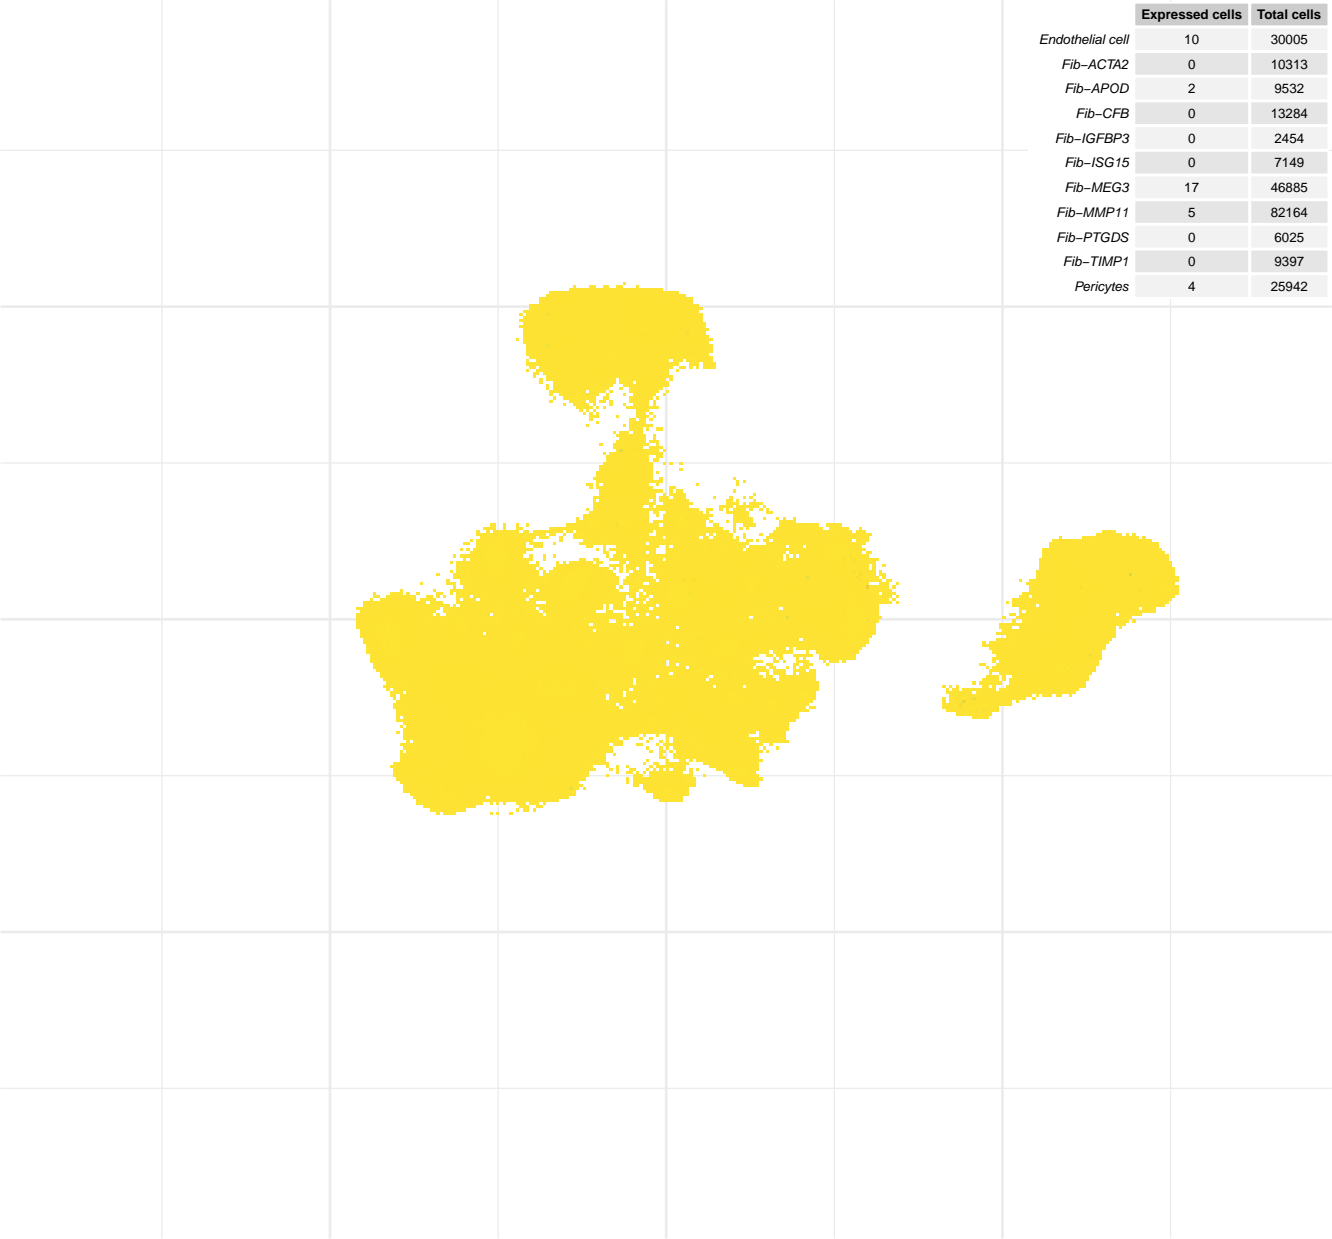 Expressed cells Total cells
Endothelial cell 10 30005
Fib−ACTA2 0 10313
Fib−APOD 2 9532
Fib−CFB 0 13284
Fib−IGFBP3 0 2454
Fib−ISG15 0 7149
Fib−MEG3 17 46885
Fib−MMP11 5 82164
Fib−PTGDS 0 6025
Fib−TIMP1 0 9397
Pericytes 4 25942